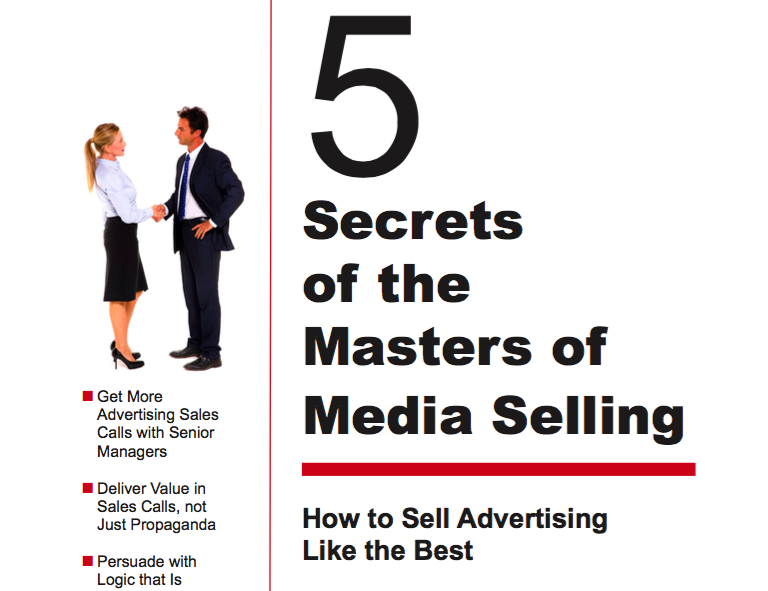 5
Secrets
of the
Masters of
Media Selling
How to Sell Advertising
Like the Best
Get More
Advertising Sales
Calls with Senior
Managers
Deliver Value in
Sales Calls, not
Just Propaganda
Persuade with
Logic that Is